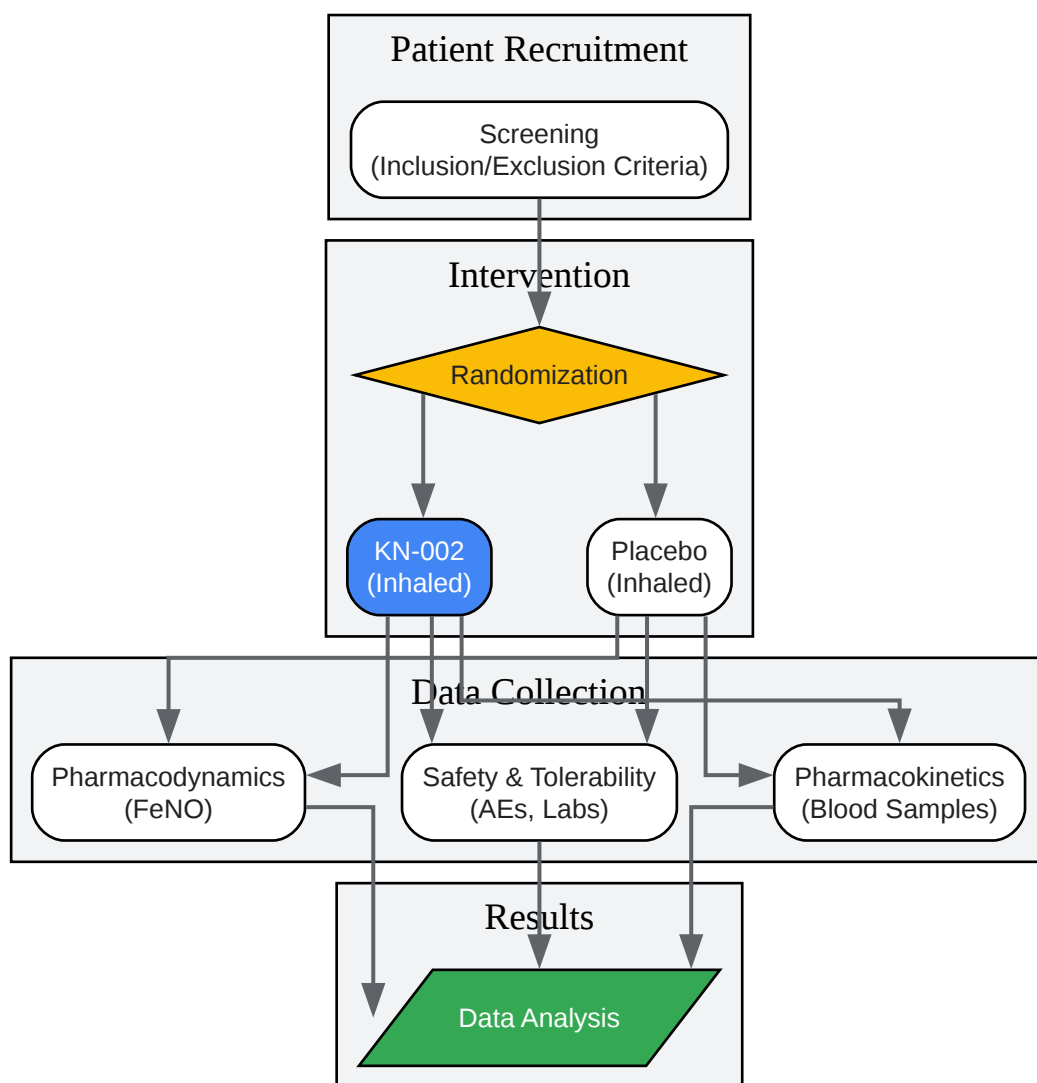 Patient Recruitment
Screening
(Inclusion/Exclusion Criteria)
Intervention
Randomization
KN-002
(Inhaled)
Placebo
(Inhaled)
Data Collection
Pharmacodynamics
(FeNO)
Safety & Tolerability
(AEs, Labs)
Pharmacokinetics
(Blood Samples)
Results
Data Analysis